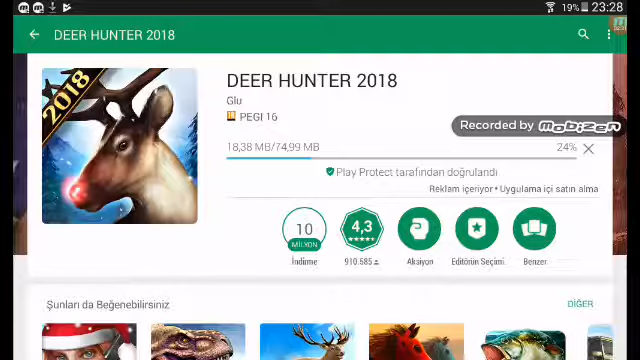 19% 23:28
DEER HUNTER 2018
2018
DEER HUNTER 2018
Glu
PEGI 16
Recorded by mobizen
18,38 MB/74,99 MB 24%
Play Protect tarafından doğrulandı
Reklam içeriyor • Uygulama içi satın alma
10 MİLYON
4,3
İndirme
910.585
Aksiyon
Editörün Seçimi
Benzer
Şunları da Beğenebilirsiniz
DİĞER